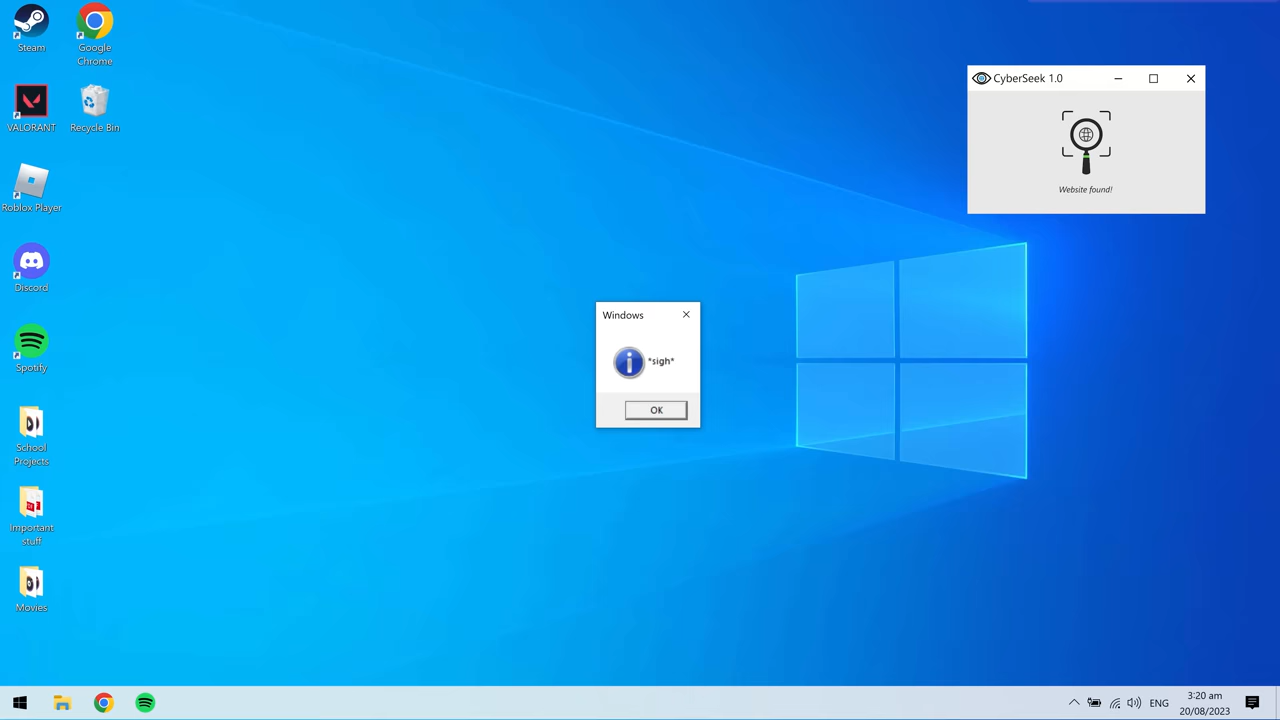 Steam
Google
Chrome
VALORANT
Recycle Bin
Roblox Player
Discord
Spotify
School
Projects
Important
stuff
Movies
CyberSeek 1.0
Website found!
Windows
*sigh*
OK
ENG
3:20 am
20/08/2023